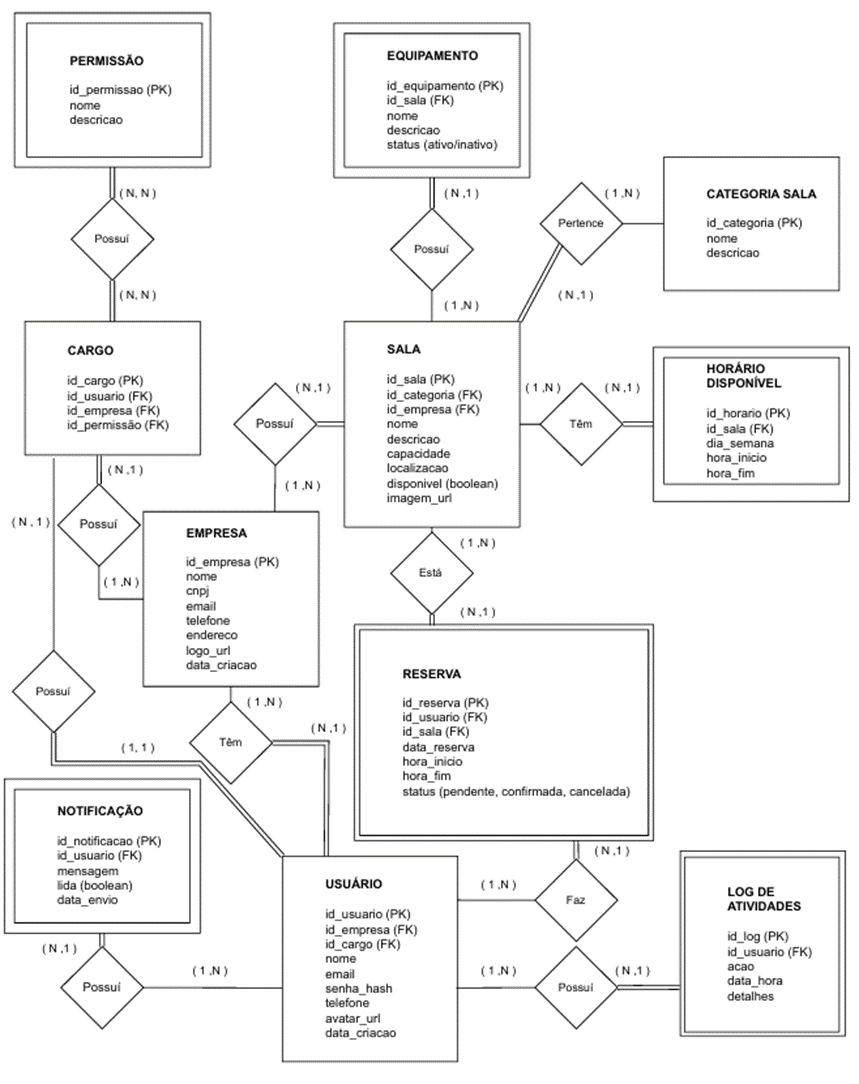 PERMISSÃO
id_permissao (PK)
nome
descricao
( N, N )
Possuí
( N, N )
EQUIPAMENTO
id_equipamento (PK)
id_sala (FK)
nome
descricao
status (ativo/inativo)
( N ,1 )
Possuí
( 1 ,N )
Pertence
( 1 ,N )
( N ,1 )
CATEGORIA SALA
id_categoria (PK)
nome
descricao
CARGO
id_cargo (PK)
id_usuario (FK)
id_empresa (FK)
id_permissão (FK)
SALA
id_sala (PK)
id_categoria (FK)
id_empresa (FK)
nome
descricao
capacidade
localizacao
disponivel (boolean)
imagem_url
( 1 ,N )
Têm
( N ,1 )
HORÁRIO
DISPONÍVEL
id_horario (PK)
id_sala (FK)
dia_semana
hora_inicio
hora_fim
( N ,1 )
Possuí
( 1 ,N )
( N ,1 )
Possuí
( 1 ,N )
( N , 1 )
Possuí
( 1, 1 )
EMPRESA
id_empresa (PK)
nome
cnpj
email
telefone
endereco
logo_url
data_criacao
( 1 ,N )
Está
( N ,1 )
( 1 ,N )
Têm
( N ,1 )
RESERVA
id_reserva (PK)
id_usuario (FK)
id_sala (FK)
data_reserva
hora_inicio
hora_fim
status (pendente, confirmada, cancelada)
( N ,1 )
Faz
( 1 ,N )
NOTIFICAÇÃO
id_notificacao (PK)
id_usuario (FK)
mensagem
lida (boolean)
data_envio
( N ,1 )
Possuí
( 1 ,N )
USUÁRIO
id_usuario (PK)
id_empresa (FK)
id_cargo (FK)
nome
email
senha_hash
telefone
avatar_url
data_criacao
( 1 ,N )
Possuí
( N ,1 )
LOG DE
ATIVIDADES
id_log (PK)
id_usuario (FK)
acao
data_hora
detalhes